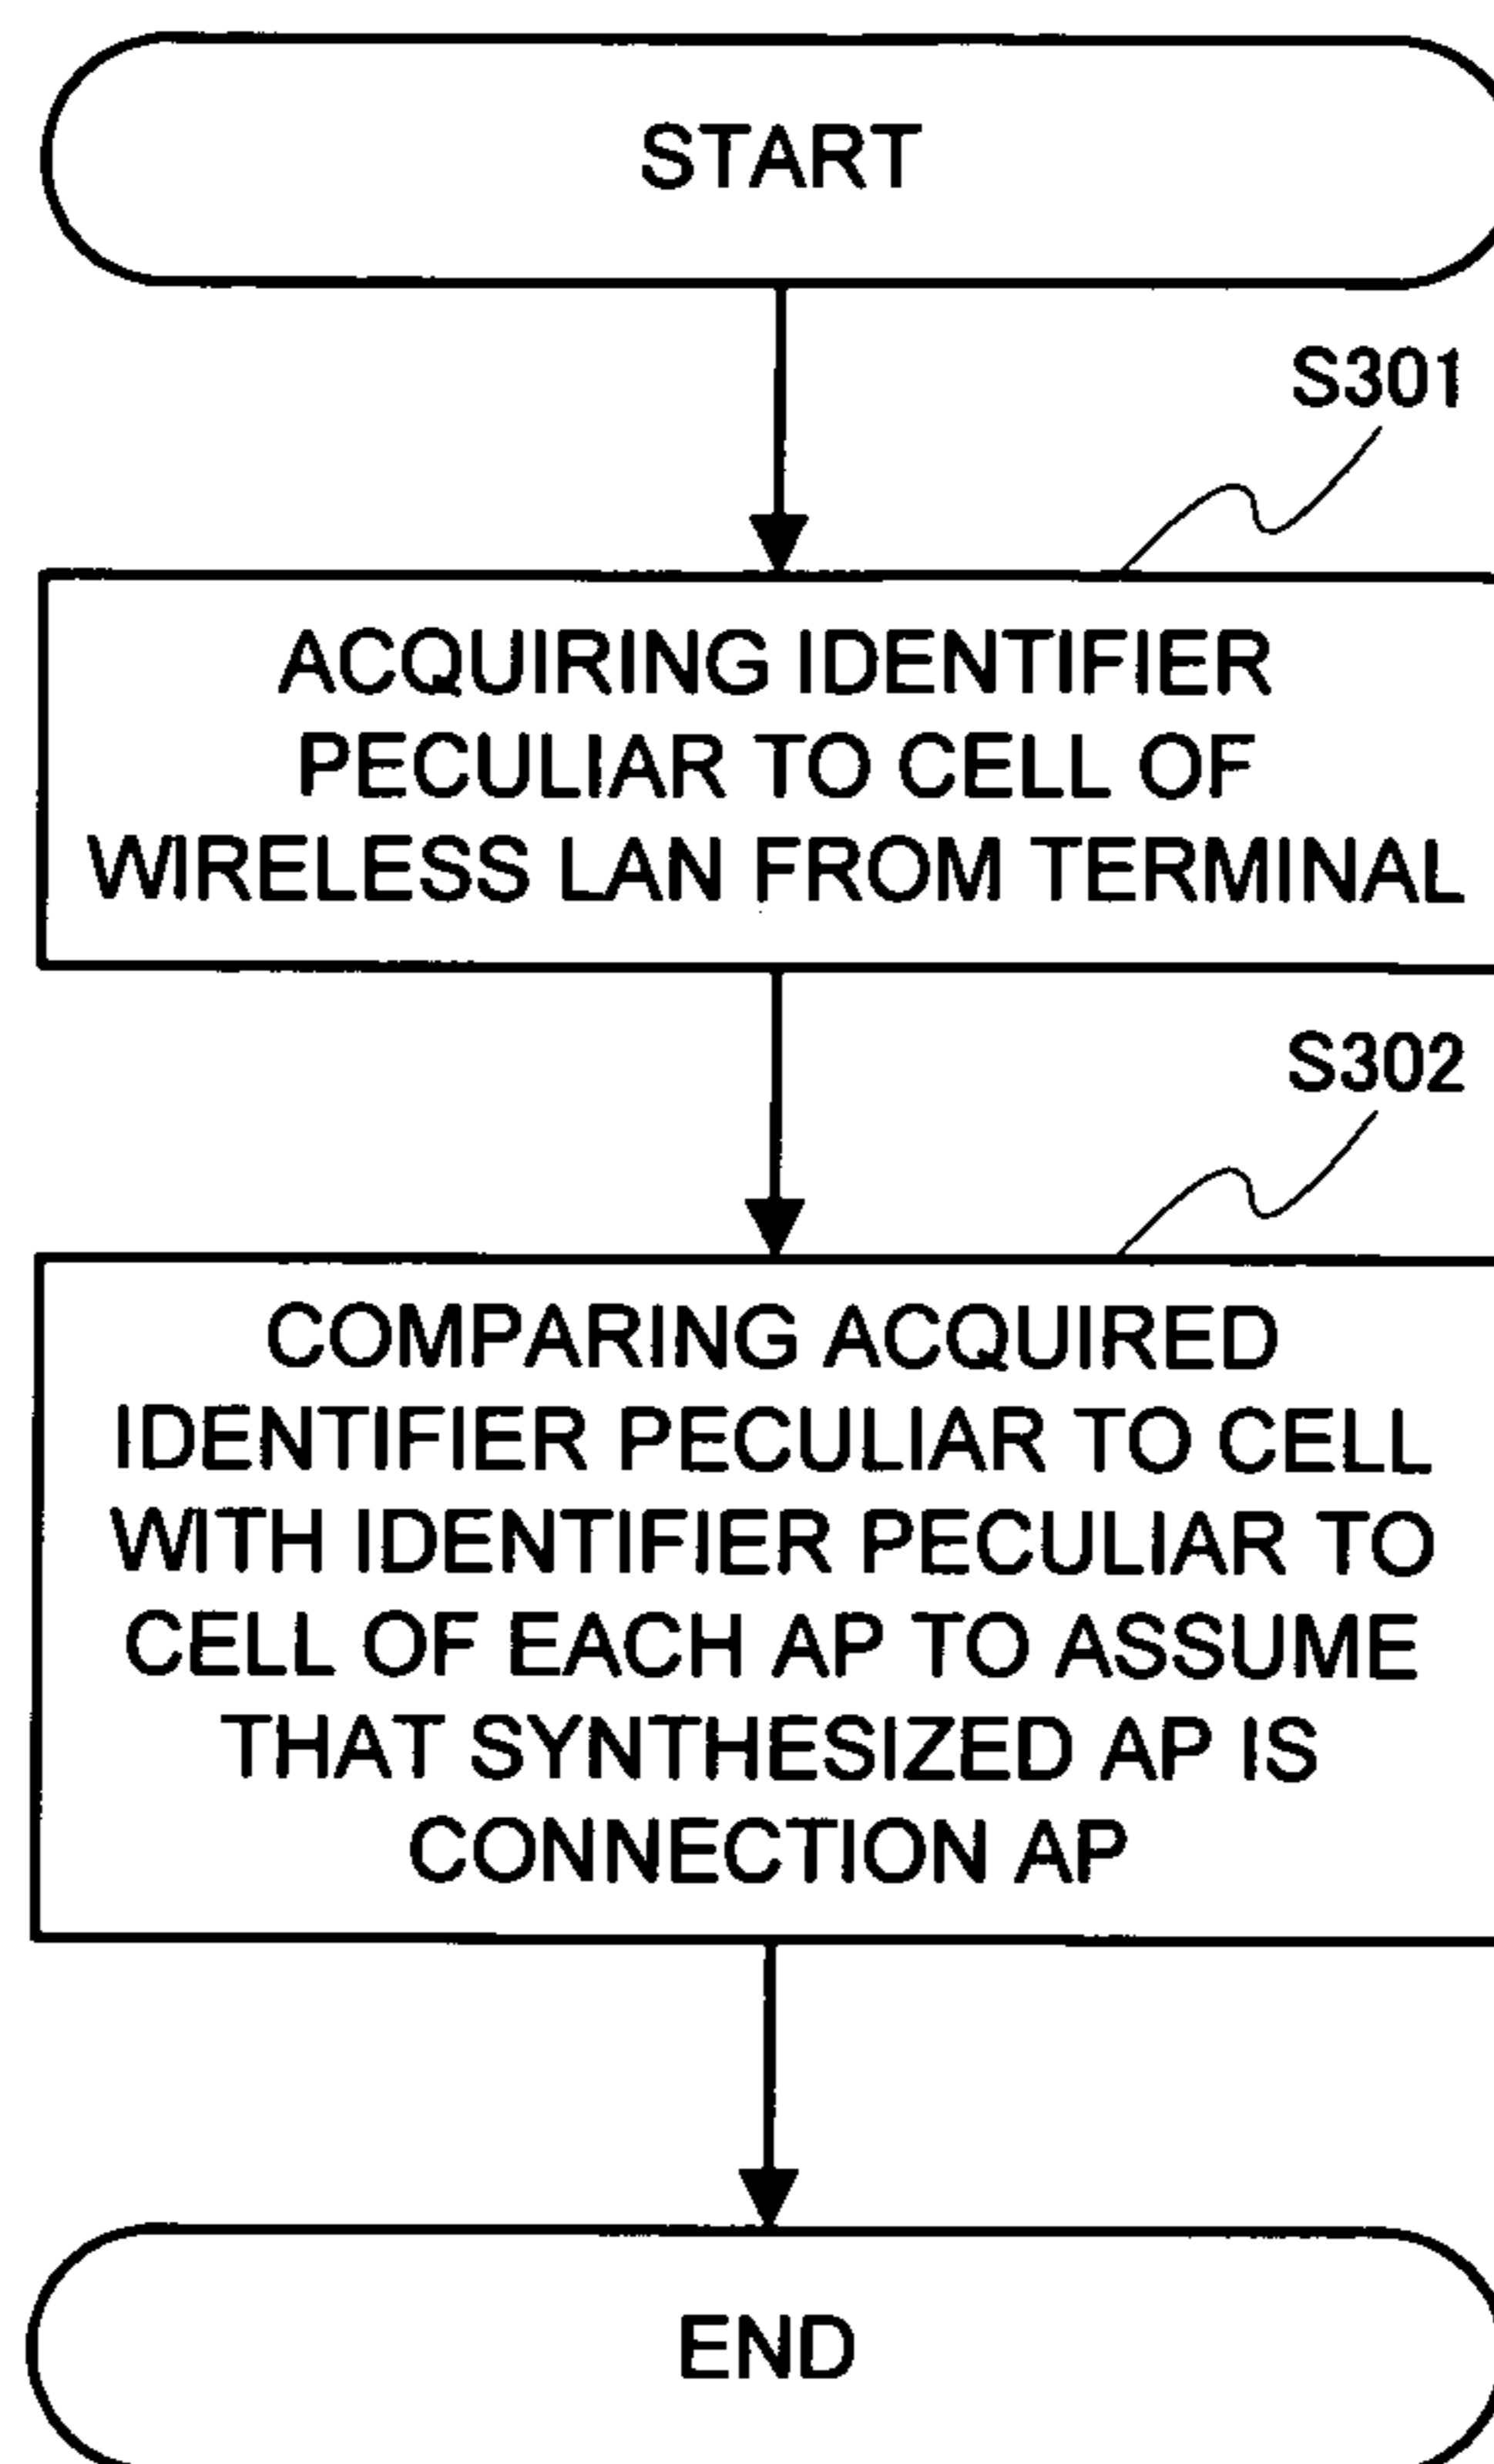 START
S301
ACQUIRING IDENTIFIER
PECULIAR TO CELL OF
WIRELESS LAN FROM TERMINAL
S302
COMPARING ACQUIRED
IDENTIFIER PECULIAR TO CELL
WITH IDENTIFIER PECULIAR TO
CELL OF EACH AP TO ASSUME
THAT SYNTHESIZED AP IS
CONNECTION AP
END